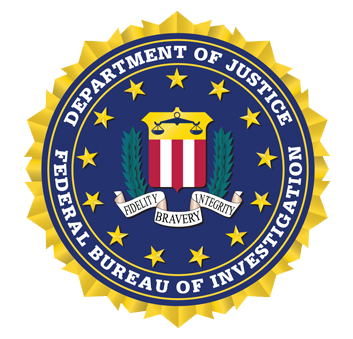 DEPARTMENT OF JUSTICE
FIDELITY
BRAVERY
INTEGRITY
FEDERAL BUREAU OF INVESTIGATION